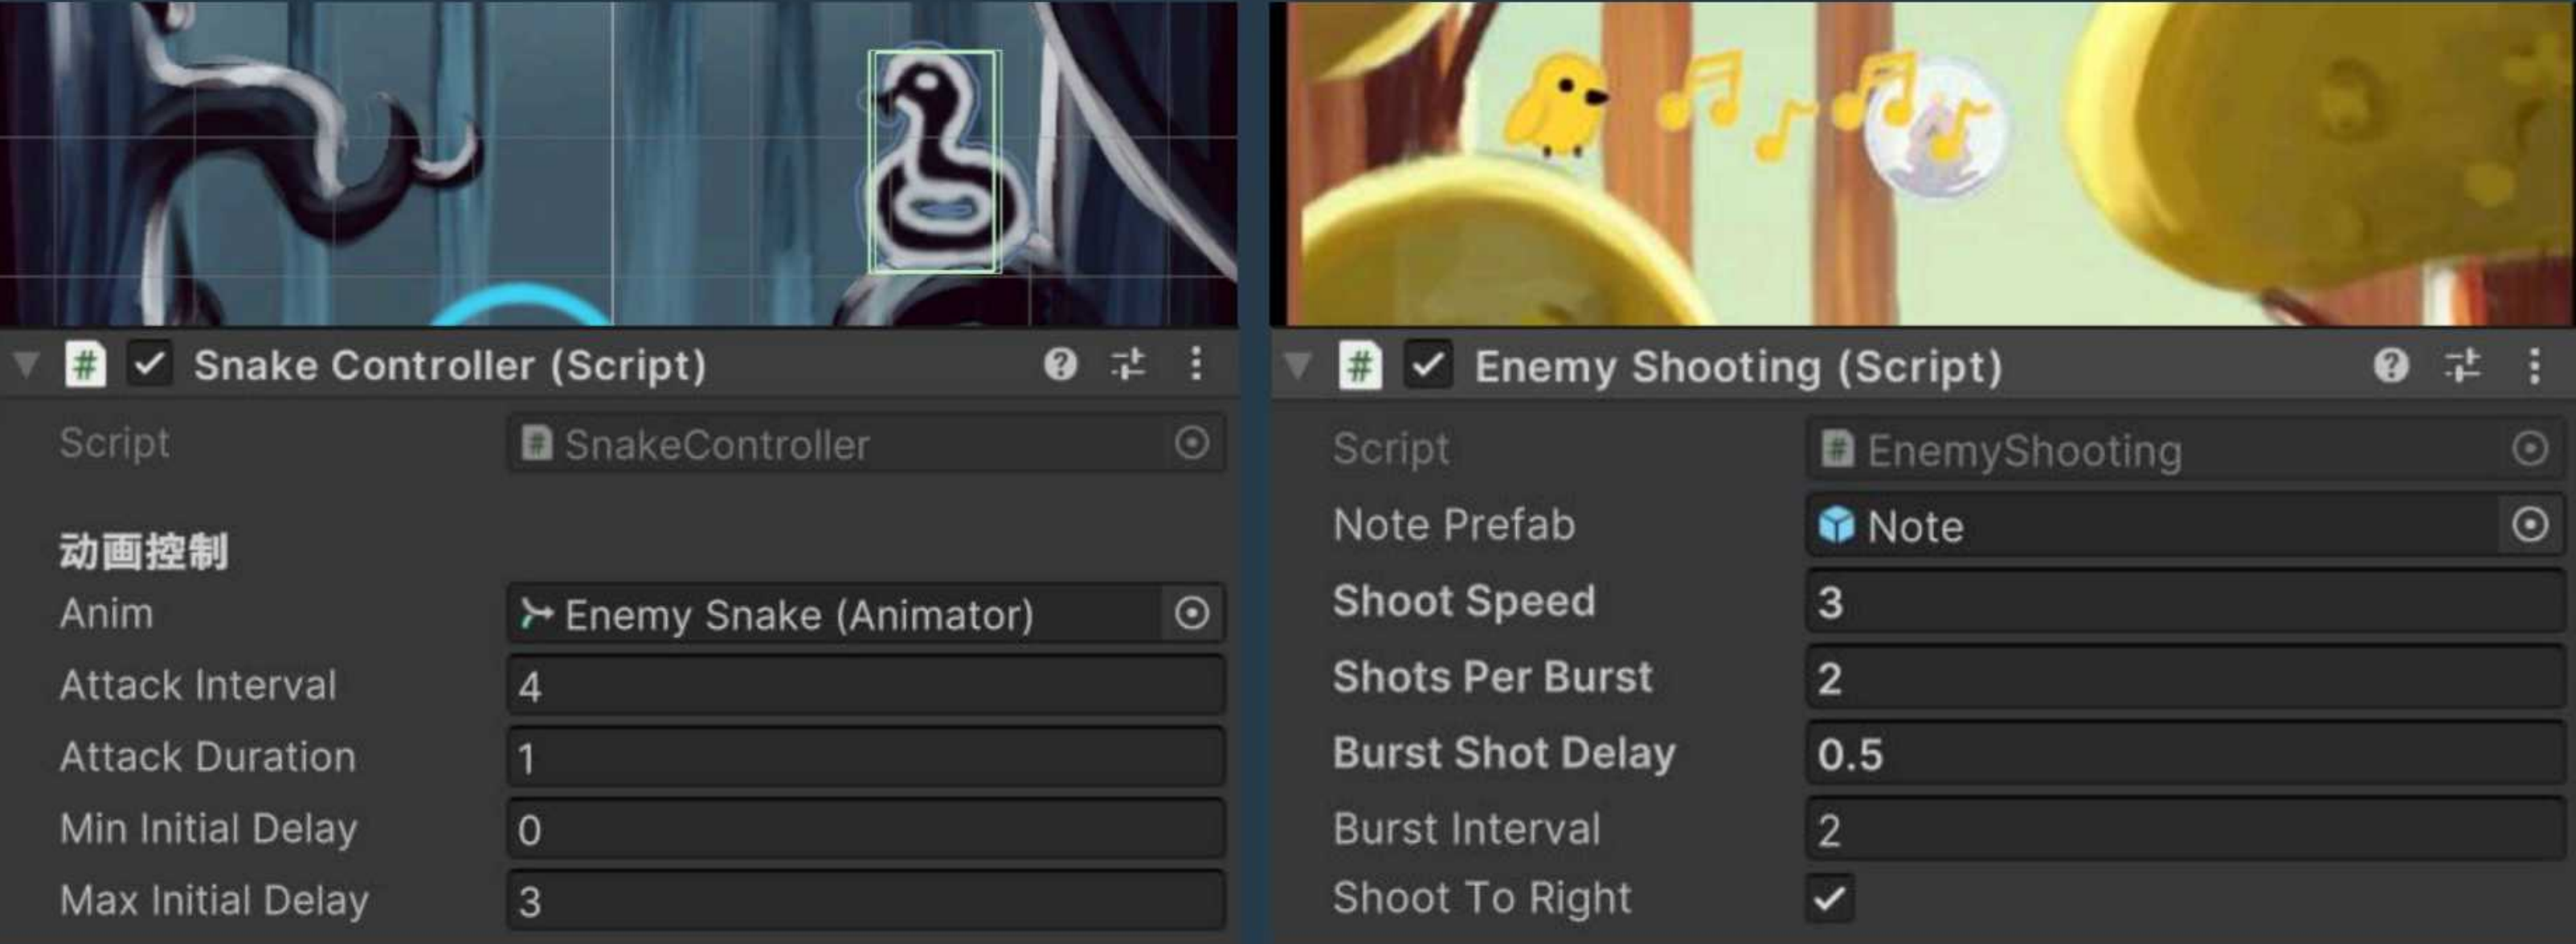 Snake Controller (Script)
Script
SnakeController
动画控制
Anim
Enemy Snake (Animator)
Attack Interval
4
Attack Duration
1
Min Initial Delay
0
Max Initial Delay
3
Enemy Shooting (Script)
Script
EnemyShooting
Note Prefab
Note
Shoot Speed
3
Shots Per Burst
2
Burst Shot Delay
0.5
Burst Interval
2
Shoot To Right